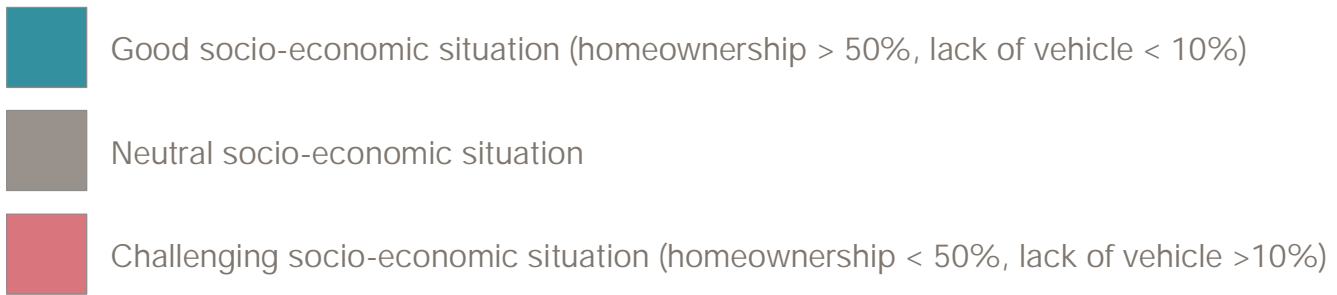 Good socio-economic situation (homeownership > 50%, lack of vehicle < 10%)
Neutral socio-economic situation
Challenging socio-economic situation (homeownership < 50%, lack of vehicle >10%)